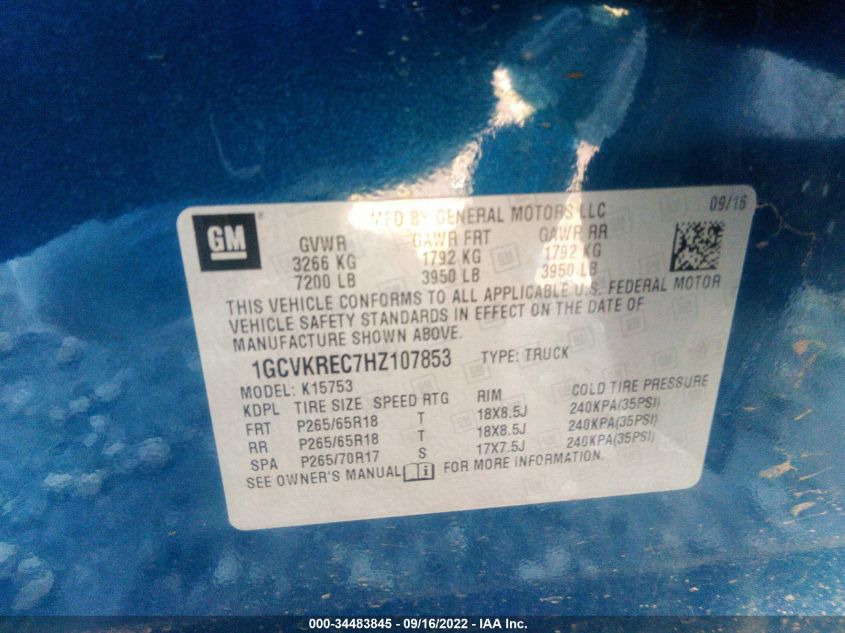 GM
MFD BY GENERAL MOTORS LLC 09/16
GVWR GAWR FRT GAWR RR
3266 KG 1792 KG 1792 KG
7200 LB 3950 LB 3950 LB
THIS VEHICLE CONFORMS TO ALL APPLICABLE U.S. FEDERAL MOTOR
VEHICLE SAFETY STANDARDS IN EFFECT ON THE DATE OF
MANUFACTURE SHOWN ABOVE.
1GCVKREC7HZ107853 TYPE: TRUCK
MODEL: K15753
KDPL TIRE SIZE SPEED RTG RIM COLD TIRE PRESSURE
FRT P265/65R18 T 18X8.5J 240KPA(35PSI)
RR P265/65R18 T 18X8.5J 240KPA(35PSI)
SPA P265/70R17 S 17X7.5J 240KPA(35PSI)
SEE OWNER'S MANUAL i FOR MORE INFORMATION.
000-34483845 - 09/16/2022 - IAA Inc.